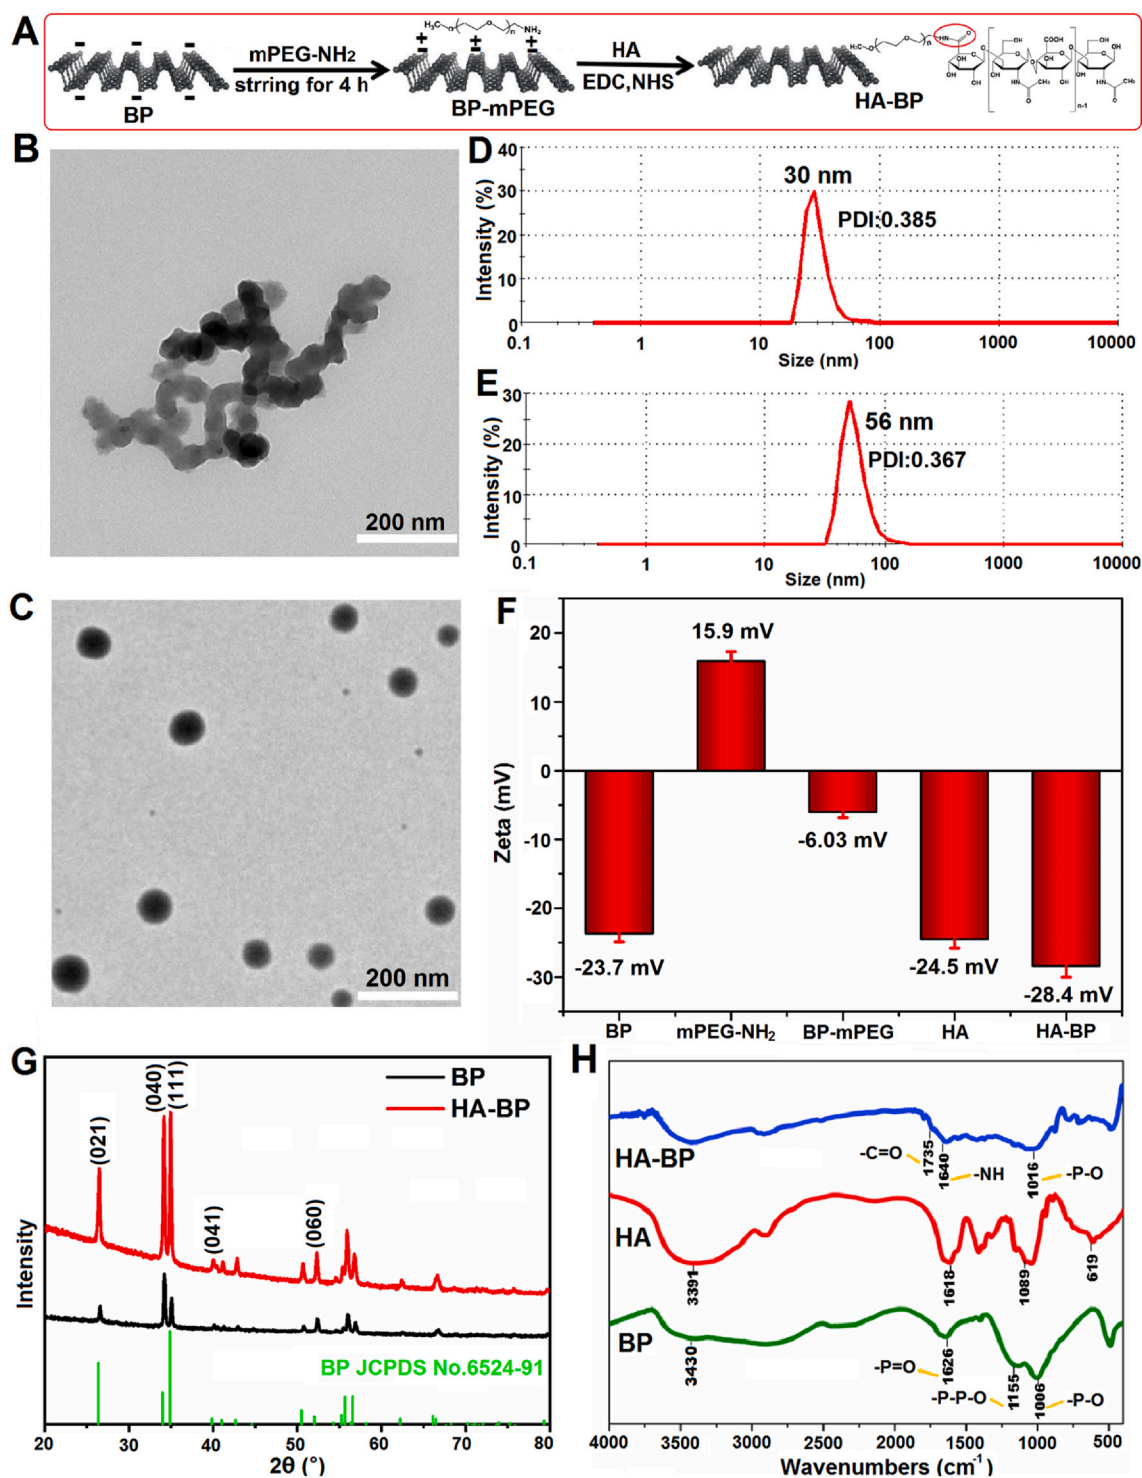 A
mPEG-NH₂
strring for 4 h
BP
H₃C
O
n
NH₂
BP-mPEG
HA
EDC,NHS
HA-BP
n-1
B
200 nm
C
200 nm
D
30 nm
PDI:0.385
Intensity (%)
40
30
20
10
0
0.1 1 10 100 1000 10000
Size (nm)
E
56 nm
PDI:0.367
Intensity (%)
30
20
10
0
0.1 1 10 100 1000 10000
Size (nm)
F
Zeta (mV)
20
10
0
-10
-20
-30
15.9 mV
-6.03 mV
-23.7 mV
-24.5 mV
-28.4 mV
BP mPEG-NH₂ BP-mPEG HA HA-BP
G
Intensity
BP
HA-BP
(021)
(040)
(111)
(041)
(060)
BP JCPDS No.6524-91
20 30 40 50 60 70 80
2θ (°)
H
HA-BP
-C=O
1735
1640
-NH
1016
-P-O
HA
3391
1618
1089
619
BP
3430
-P=O
1626
-P-P-O
1155
1006
-P-O
4000 3500 3000 2500 2000 1500 1000 500
Wavenumbers (cm⁻¹)